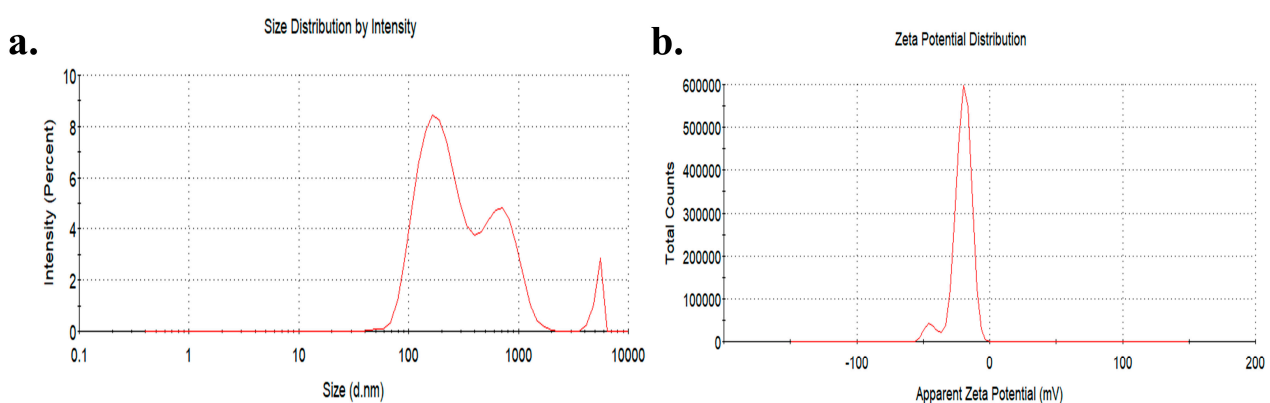 a.
Size Distribution by Intensity
Intensity (Percent)
10
8
6
4
2
0
0.1 1 10 100 1000 10000
Size (d.nm)
b.
Zeta Potential Distribution
Total Counts
600000
500000
400000
300000
200000
100000
0
-100 0 100 200
Apparent Zeta Potential (mV)